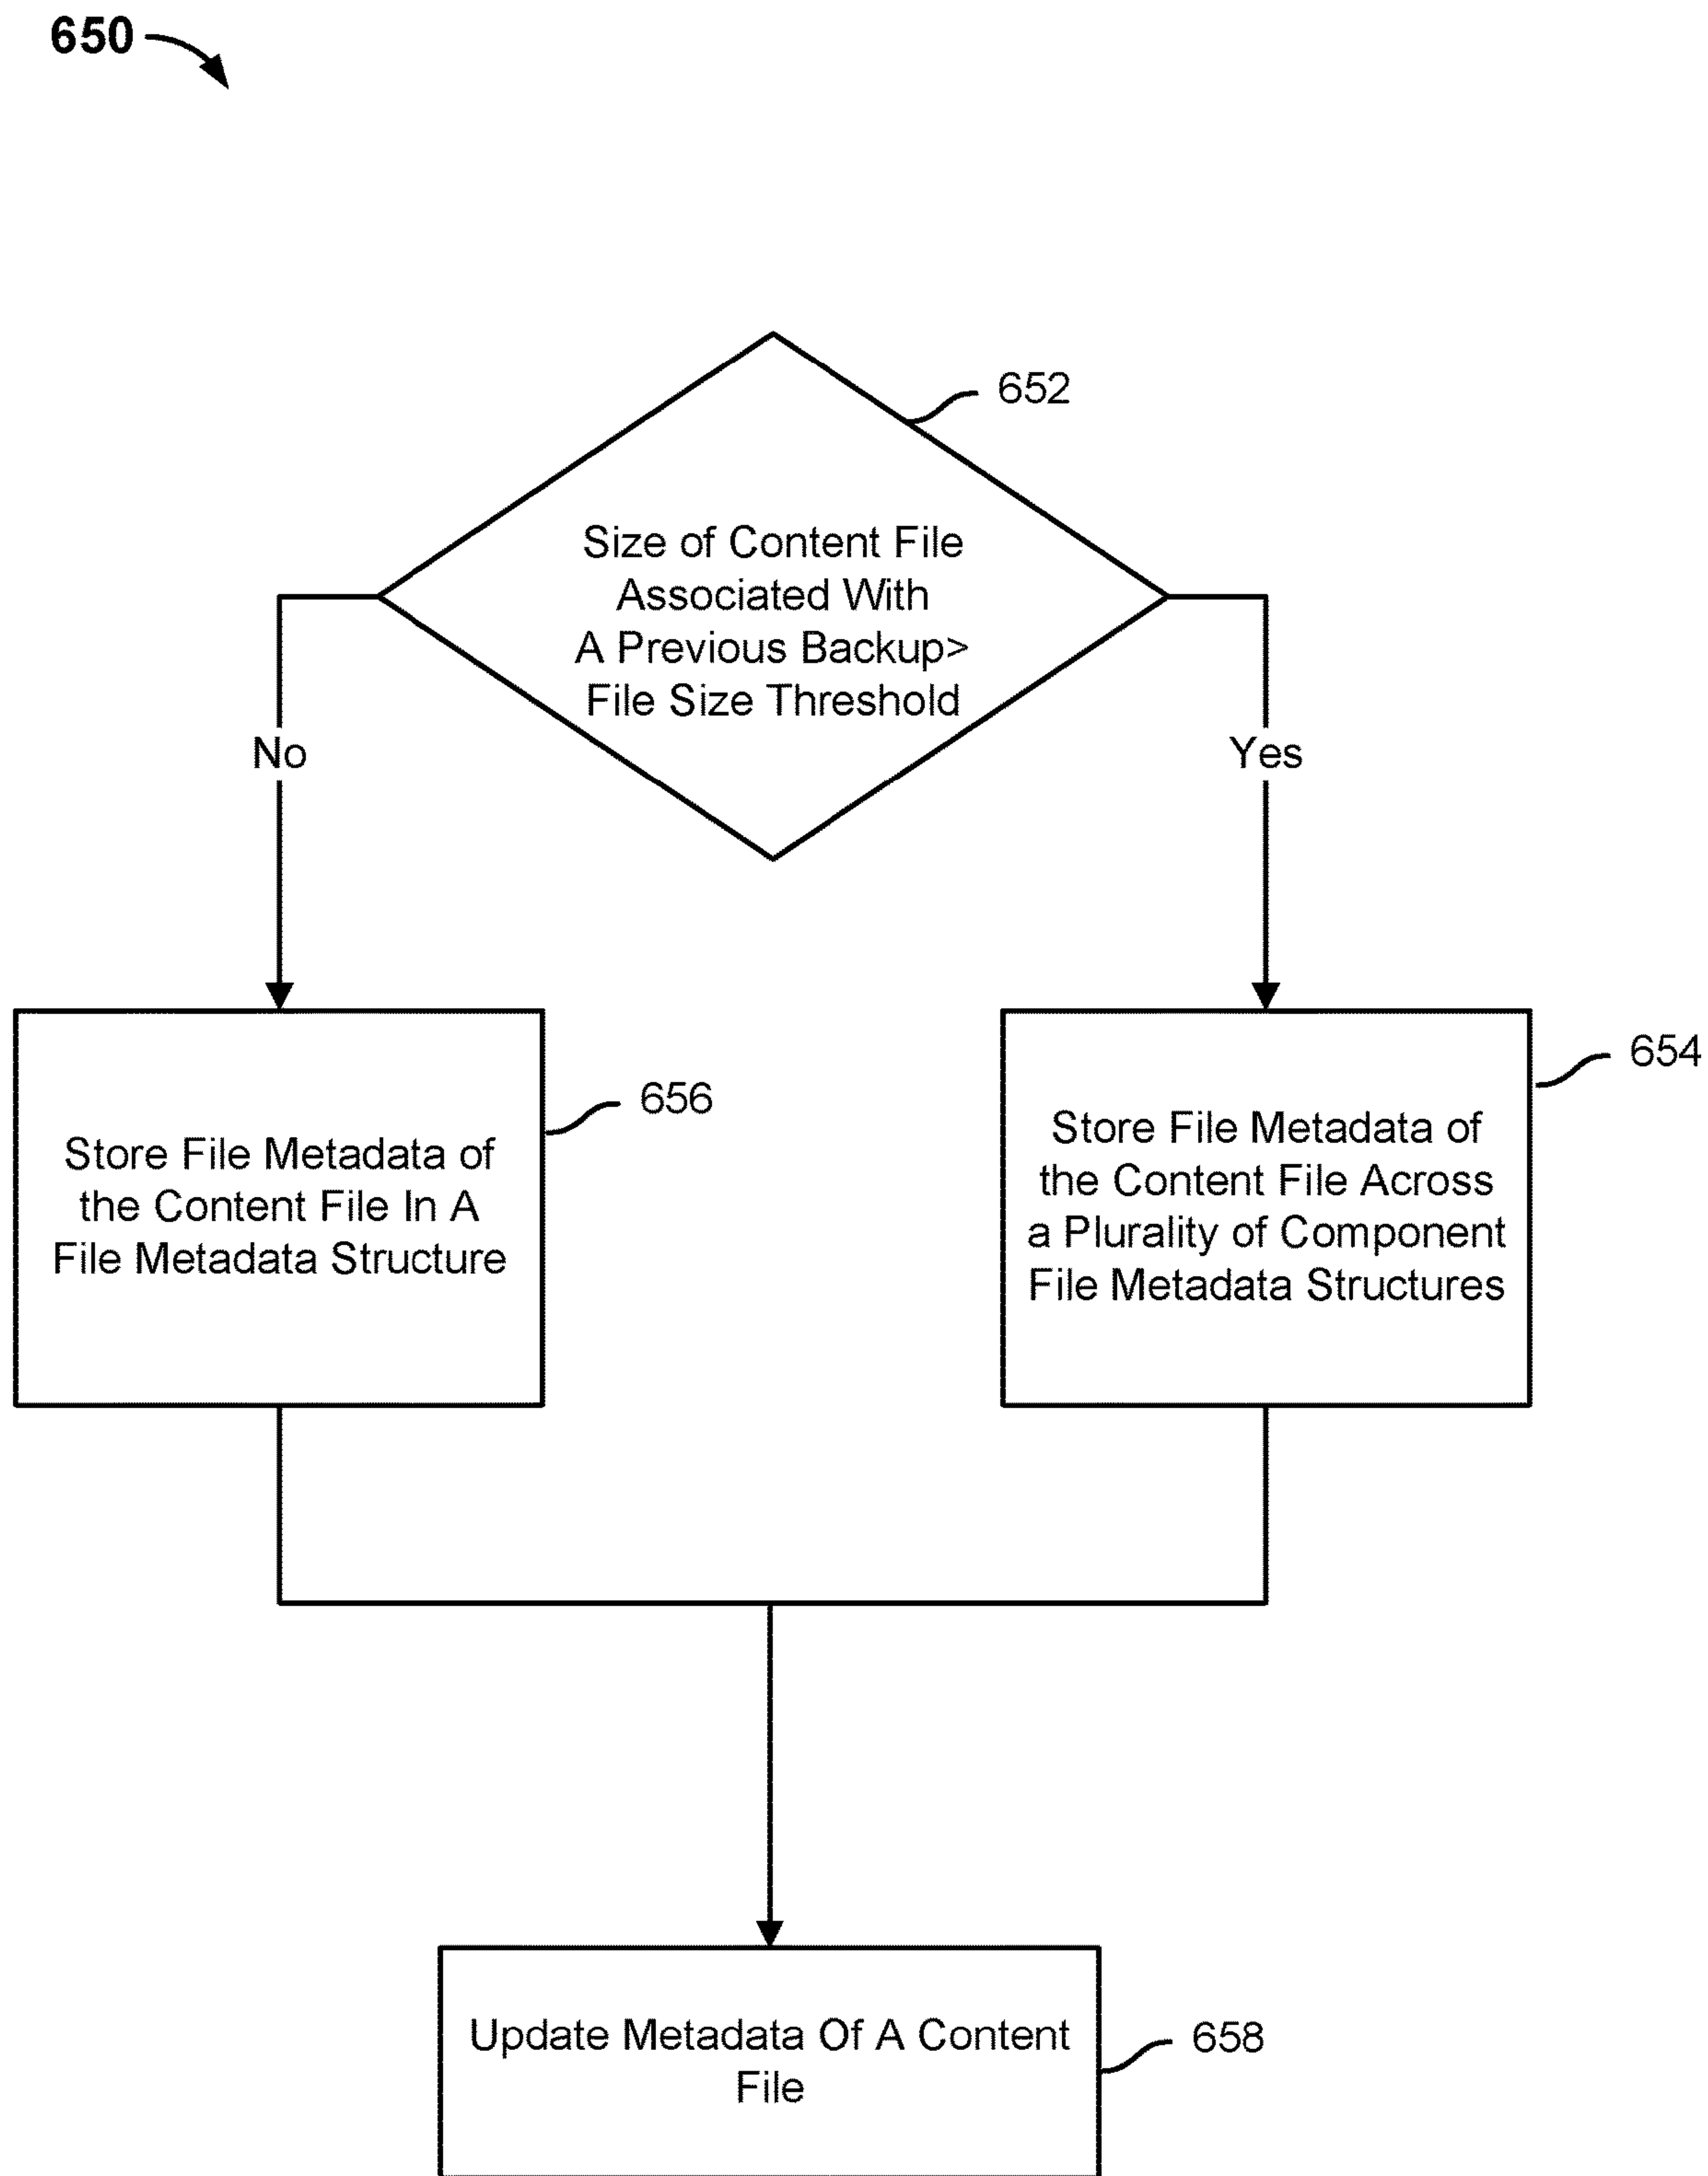 650
652
Size of Content File
Associated With
A Previous Backup>
File Size Threshold
No
Yes
654
656
Store File Metadata of
the Content File In A
File Metadata Structure
Store File Metadata of
the Content File Across
a Plurality of Component
File Metadata Structures
Update Metadata Of A Content
File
658